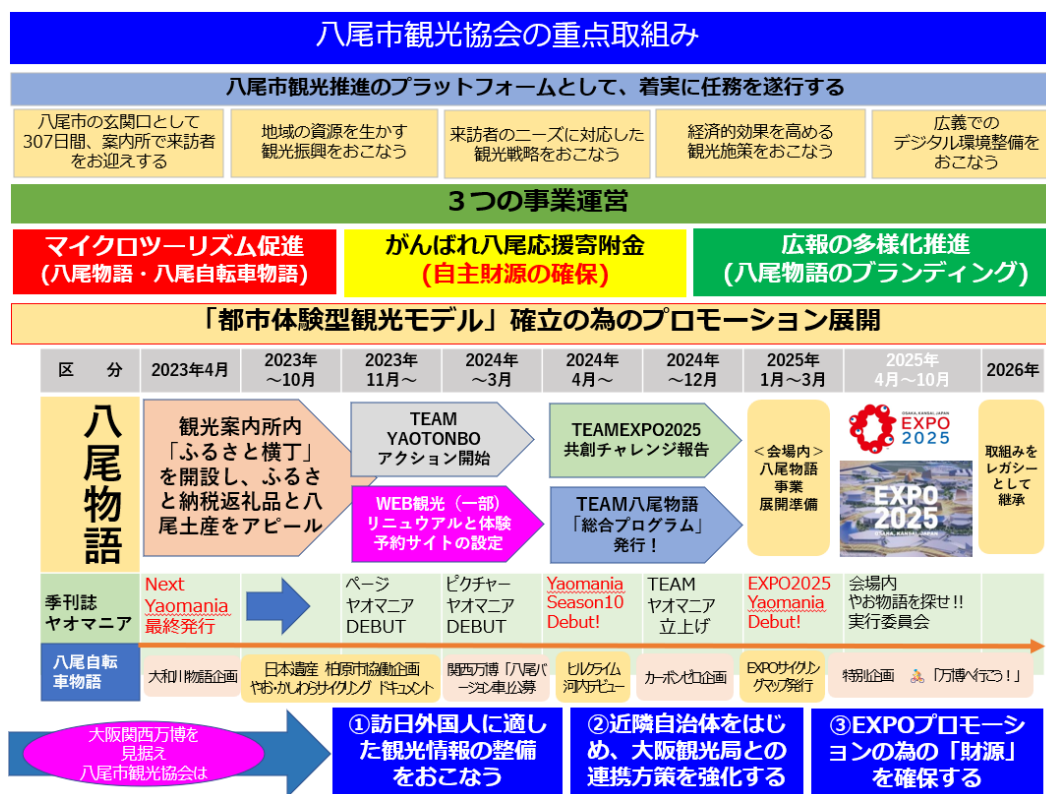 八尾市観光協会の重点取組み
八尾市観光推進のプラットフォームとして、着実に任務を遂行する
八尾市の玄関口として
307日間、案内所で来訪者
をお迎えする
地域の資源を生かす
観光振興をおこなう
来訪者のニーズに対応した
観光戦略をおこなう
経済的効果を高める
観光施策をおこなう
広義での
デジタル環境整備を
おこなう
３つの事業運営
マイクロツーリズム促進
(八尾物語・八尾自転車物語)
がんばれ八尾応援寄附金
(自主財源の確保)
広報の多様化推進
(八尾物語のブランディング)
「都市体験型観光モデル」確立の為のプロモーション展開
区　分
2023年4月
2023年
～10月
2023年
11月～
2024年
～3月
2024年
4月～
2024年
～12月
2025年
1月～3月
2025年
4月～10月
2026年
八尾物語
観光案内所内
「ふるさと横丁」
を開設し、ふるさ
と納税返礼品と八
尾土産をアピール
TEAM
YAOTONBO
アクション開始
WEB観光（一部）
リニュウアルと体験
予約サイトの設定
TEAMEXPO2025
共創チャレンジ報告
TEAM八尾物語
「総合プログラム」
発行！
＜会場内＞
八尾物語
事業
展開準備
OSAKA, KANSAI, JAPAN
EXPO
2025
EXPO
2025
OSAKA, KANSAI, JAPAN
取組みを
レガシー
として
継承
季刊誌
ヤオマニア
Next
Yaomania
最終発行
ページ
ヤオマニア
DEBUT
ピクチャー
ヤオマニア
DEBUT
Yaomania
Season10
Debut!
TEAM
ヤオマニア
立上げ
EXPO2025
Yaomania
Debut!
会場内
やお物語を探せ!!
実行委員会
八尾自転
車物語
大和川物語企画
日本遺産 柏原市協働企画
やお・かしわらサイクリング ドキュメント
関西万博「八尾バ
ージョン車」公募
ヒルクライム
河内デビュー
カーボンゼロ企画
EXPOサイクリン
グマップ発行
特別企画 🚴「万博へ行こう！」
大阪関西万博を
見据え
八尾市観光協会は
①訪日外国人に適し
た観光情報の整備
をおこなう
②近隣自治体をはじ
め、大阪観光局との
連携方策を強化する
③EXPOプロモーシ
ョンの為の「財源」
を確保する